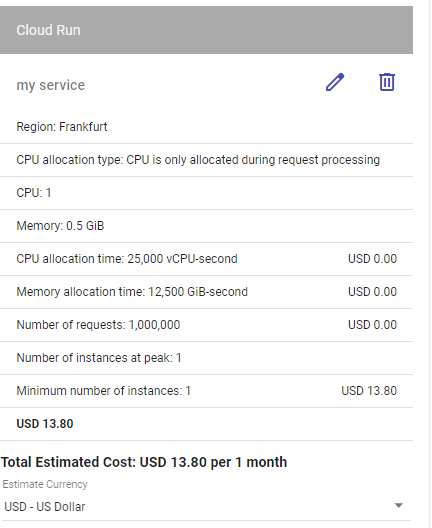 Cloud Run
my service
Region: Frankfurt
CPU allocation type: CPU is only allocated during request processing
CPU: 1
Memory: 0.5 GiB
CPU allocation time: 25,000 vCPU-second USD 0.00
Memory allocation time: 12,500 GiB-second USD 0.00
Number of requests: 1,000,000 USD 0.00
Number of instances at peak: 1
Minimum number of instances: 1 USD 13.80
USD 13.80
Total Estimated Cost: USD 13.80 per 1 month
Estimate Currency
USD - US Dollar